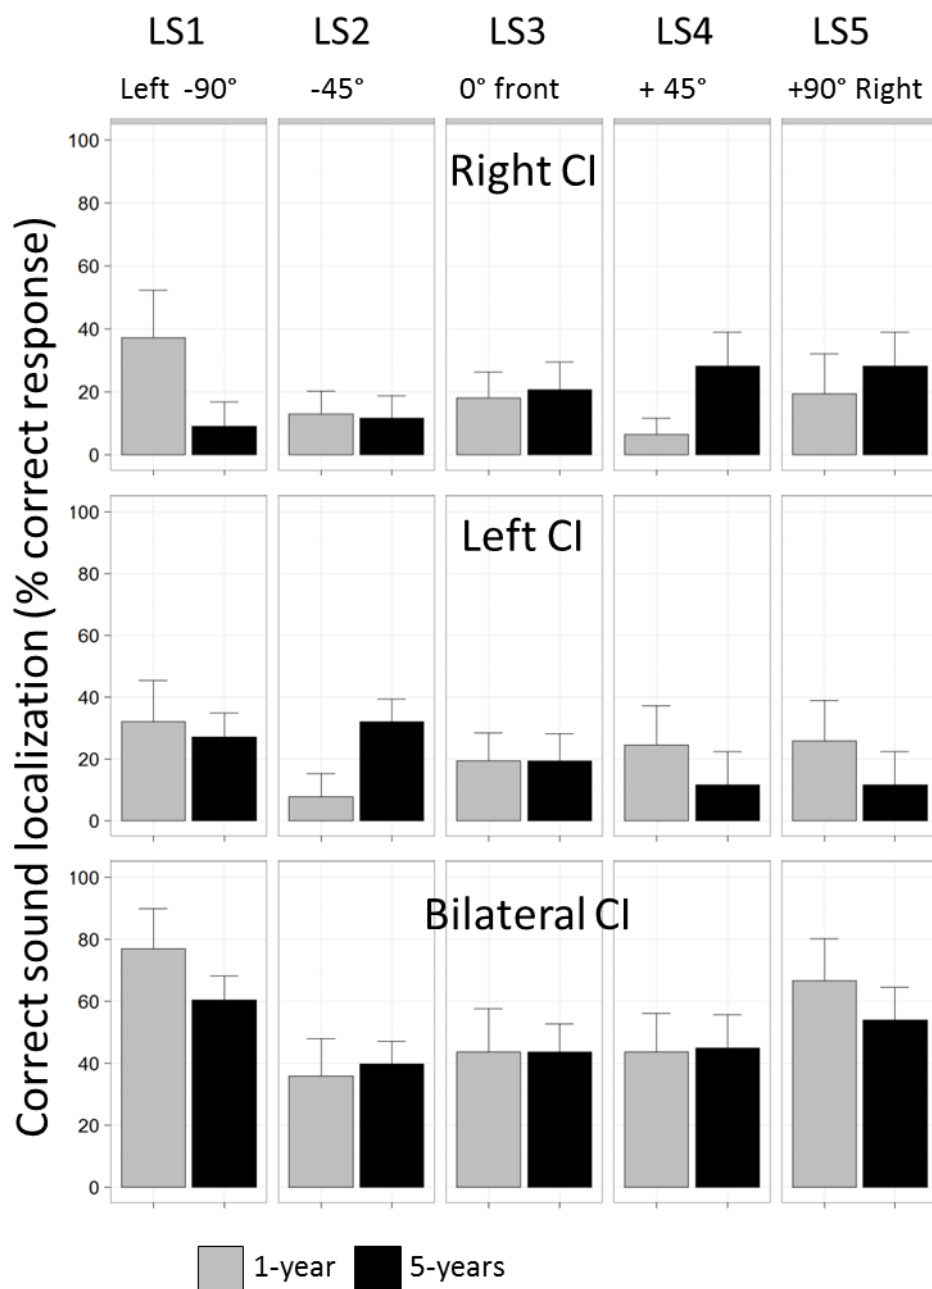 LS1 LS2 LS3 LS4 LS5
Left -90° -45° 0° front + 45° +90° Right
Correct sound localization (% correct response)
Right CI
100
80
60
40
20
0
Left CI
100
80
60
40
20
0
Bilateral CI
100
80
60
40
20
0
1-year 5-years